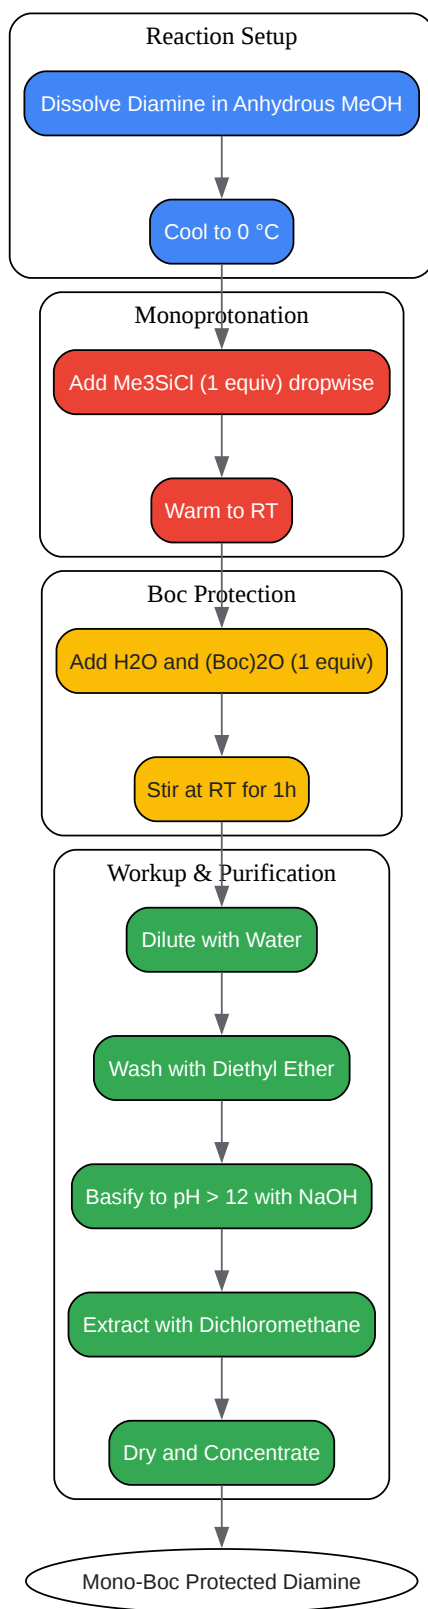 Reaction Setup
Dissolve Diamine in Anhydrous MeOH
Cool to 0 °C
Monoprotonation
Add Me3SiCl (1 equiv) dropwise
Warm to RT
Boc Protection
Add H2O and (Boc)2O (1 equiv)
Stir at RT for 1h
Workup & Purification
Dilute with Water
Wash with Diethyl Ether
Basify to pH > 12 with NaOH
Extract with Dichloromethane
Dry and Concentrate
Mono-Boc Protected Diamine